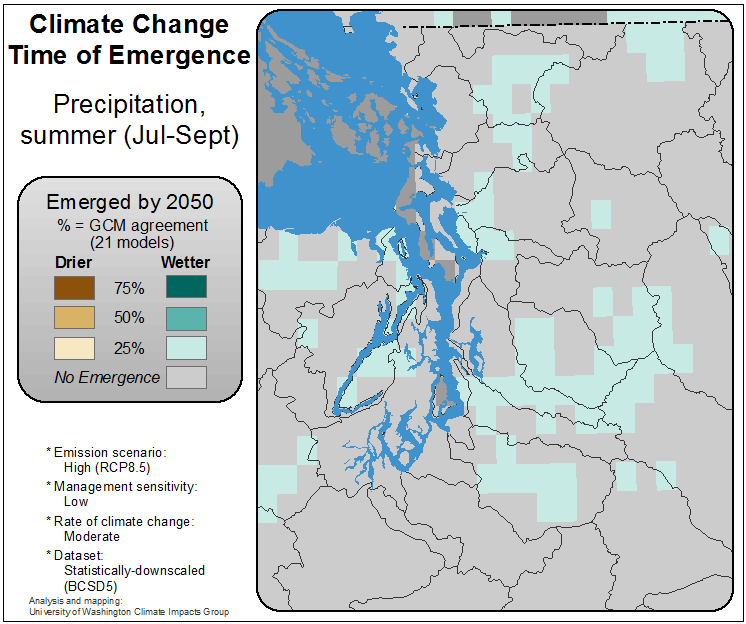 Climate Change
Time of Emergence
Precipitation,
summer (Jul-Sept)
Emerged by 2050
% = GCM agreement
(21 models)
Drier Wetter
75%
50%
25%
No Emergence
* Emission scenario:
High (RCP8.5)
* Management sensitivity:
Low
* Rate of climate change:
Moderate
* Dataset:
Statistically-downscaled
(BCSD5)
Analysis and mapping:
University of Washington Climate Impacts Group